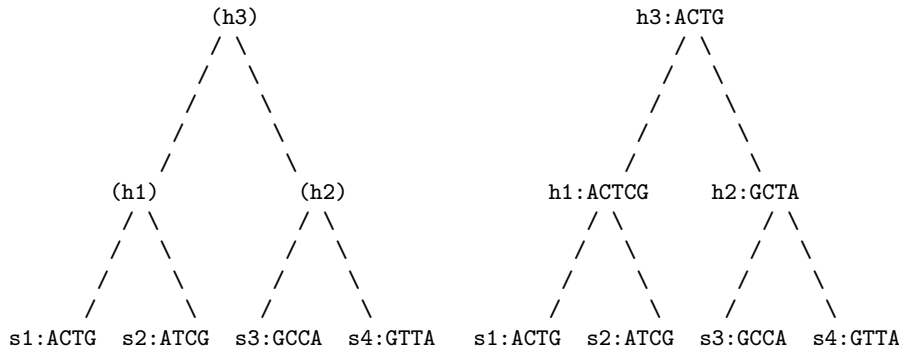 (h3) h3:ACTG
(h1) (h2) h1:ACTCG h2:GCTA
s1:ACTG s2:ATCG s3:GCCA s4:GTTA s1:ACTG s2:ATCG s3:GCCA s4:GTTA